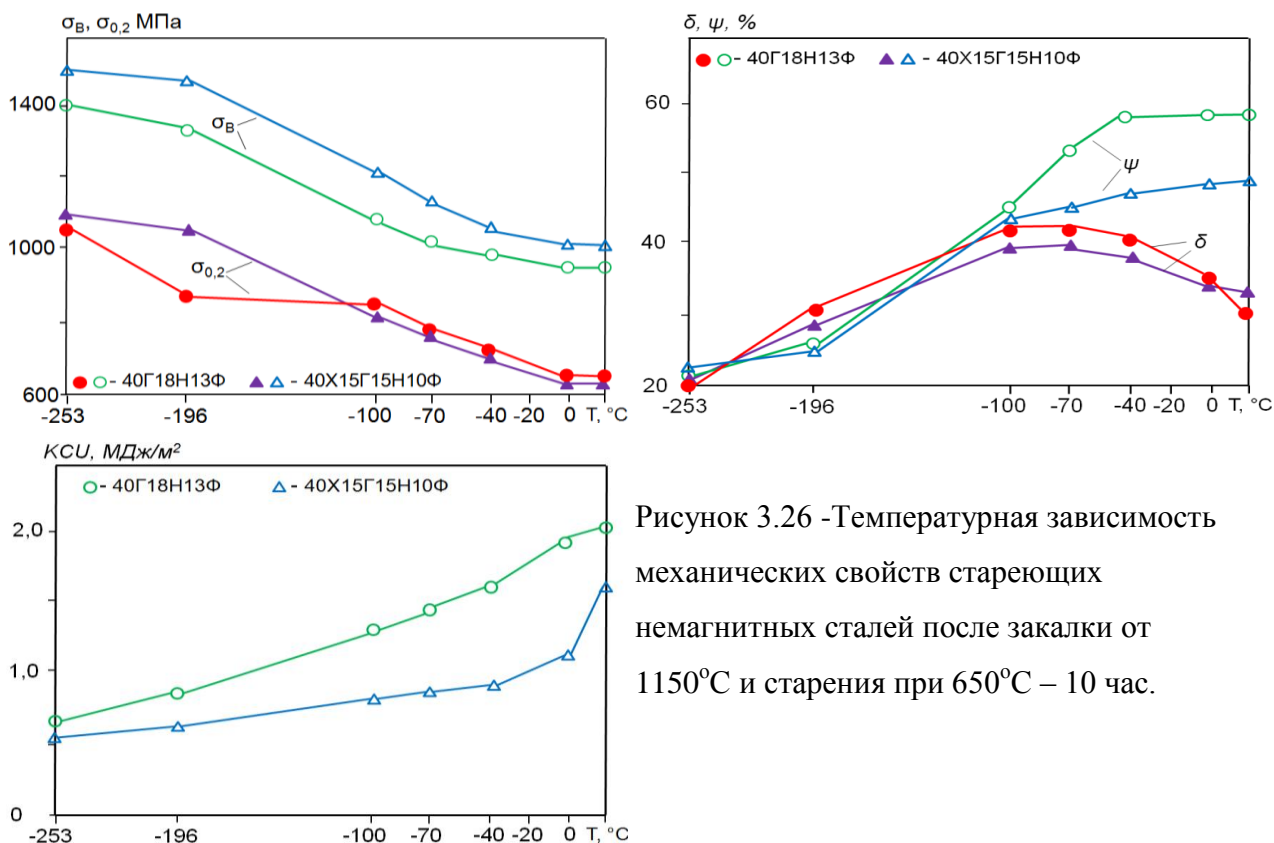 σВ, σ0,2 МПа
1400
1000
600
σВ
σ0,2
- 40Г18Н13Ф - 40Х15Г15Н10Ф
-253 -196 -100 -70 -40 -20 0 T, °C
δ, ψ, %
- 40Г18Н13Ф - 40Х15Г15Н10Ф
60
40
20
ψ
δ
-253 -196 -100 -70 -40 -20 0 T, °C
KCU, МДж/м²
- 40Г18Н13Ф - 40Х15Г15Н10Ф
2,0
1,0
0
-253 -196 -100 -70 -40 -20 0 T, °C
Рисунок 3.26 -Температурная зависимость
механических свойств стареющих
немагнитных сталей после закалки от
1150°С и старения при 650°С – 10 час.